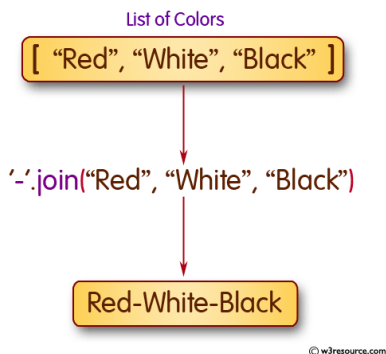 List of Colors
[ “Red”, “White”, “Black” ]
‘-‘.join(“Red”, “White”, “Black”)
Red-White-Black
© w3resource.com